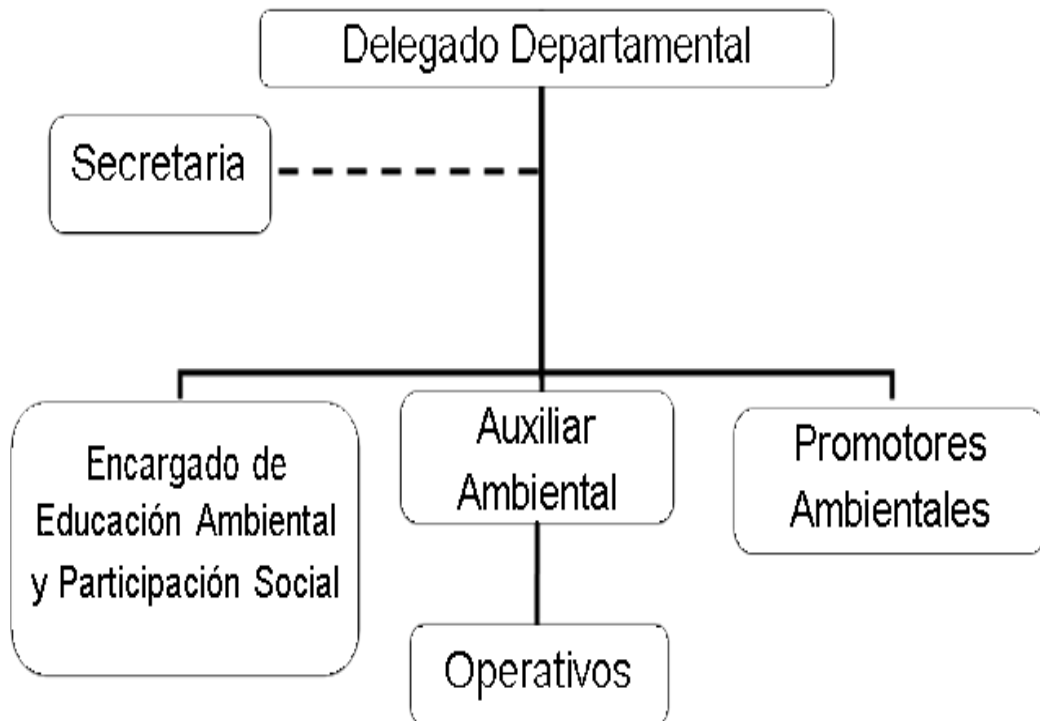 Delegado Departamental
Secretaria
Encargado de
Educación Ambiental
y Participación Social
Auxiliar
Ambiental
Promotores
Ambientales
Operativos